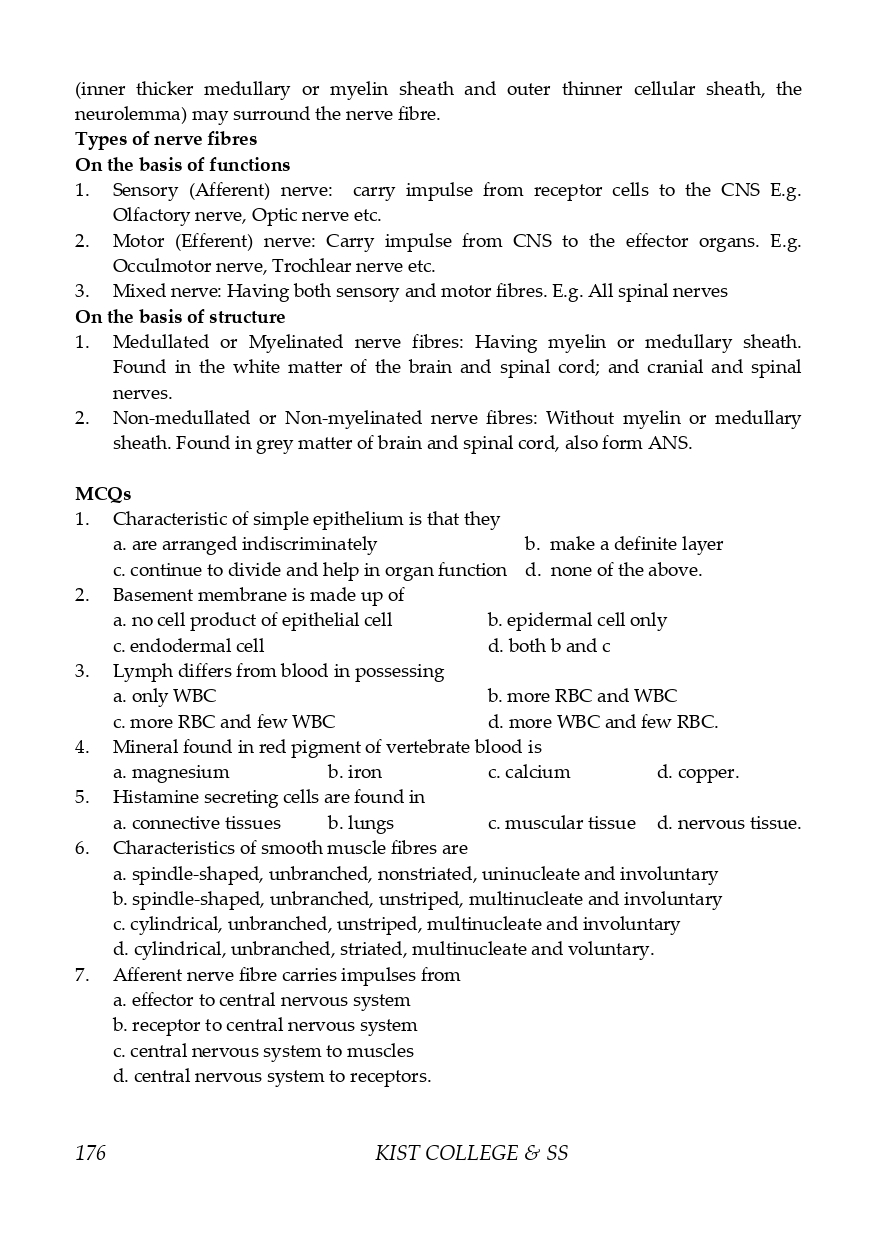 (inner thicker medullary or myelin sheath and outer thinner cellular sheath, the
neurolemma) may surround the nerve fibre.
Types of nerve fibres
On the basis of functions
1. Sensory (Afferent) nerve: carry impulse from receptor cells to the CNS E.g.
Olfactory nerve, Optic nerve etc.
2. Motor (Efferent) nerve: Carry impulse from CNS to the effector organs. E.g.
Occulmotor nerve, Trochlear nerve etc.
3. Mixed nerve: Having both sensory and motor fibres. E.g. All spinal nerves
On the basis of structure
1. Medullated or Myelinated nerve fibres: Having myelin or medullary sheath.
Found in the white matter of the brain and spinal cord; and cranial and spinal
nerves.
2. Non-medullated or Non-myelinated nerve fibres: Without myelin or medullary
sheath. Found in grey matter of brain and spinal cord, also form ANS.
MCQs
1. Characteristic of simple epithelium is that they
a. are arranged indiscriminately b. make a definite layer
c. continue to divide and help in organ function d. none of the above.
2. Basement membrane is made up of
a. no cell product of epithelial cell b. epidermal cell only
c. endodermal cell d. both b and c
3. Lymph differs from blood in possessing
a. only WBC b. more RBC and WBC
c. more RBC and few WBC d. more WBC and few RBC.
4. Mineral found in red pigment of vertebrate blood is
a. magnesium b. iron c. calcium d. copper.
5. Histamine secreting cells are found in
a. connective tissues b. lungs c. muscular tissue d. nervous tissue.
6. Characteristics of smooth muscle fibres are
a. spindle-shaped, unbranched, nonstriated, uninucleate and involuntary
b. spindle-shaped, unbranched, unstriped, multinucleate and involuntary
c. cylindrical, unbranched, unstriped, multinucleate and involuntary
d. cylindrical, unbranched, striated, multinucleate and voluntary.
7. Afferent nerve fibre carries impulses from
a. effector to central nervous system
b. receptor to central nervous system
c. central nervous system to muscles
d. central nervous system to receptors.
176 KIST COLLEGE & SS